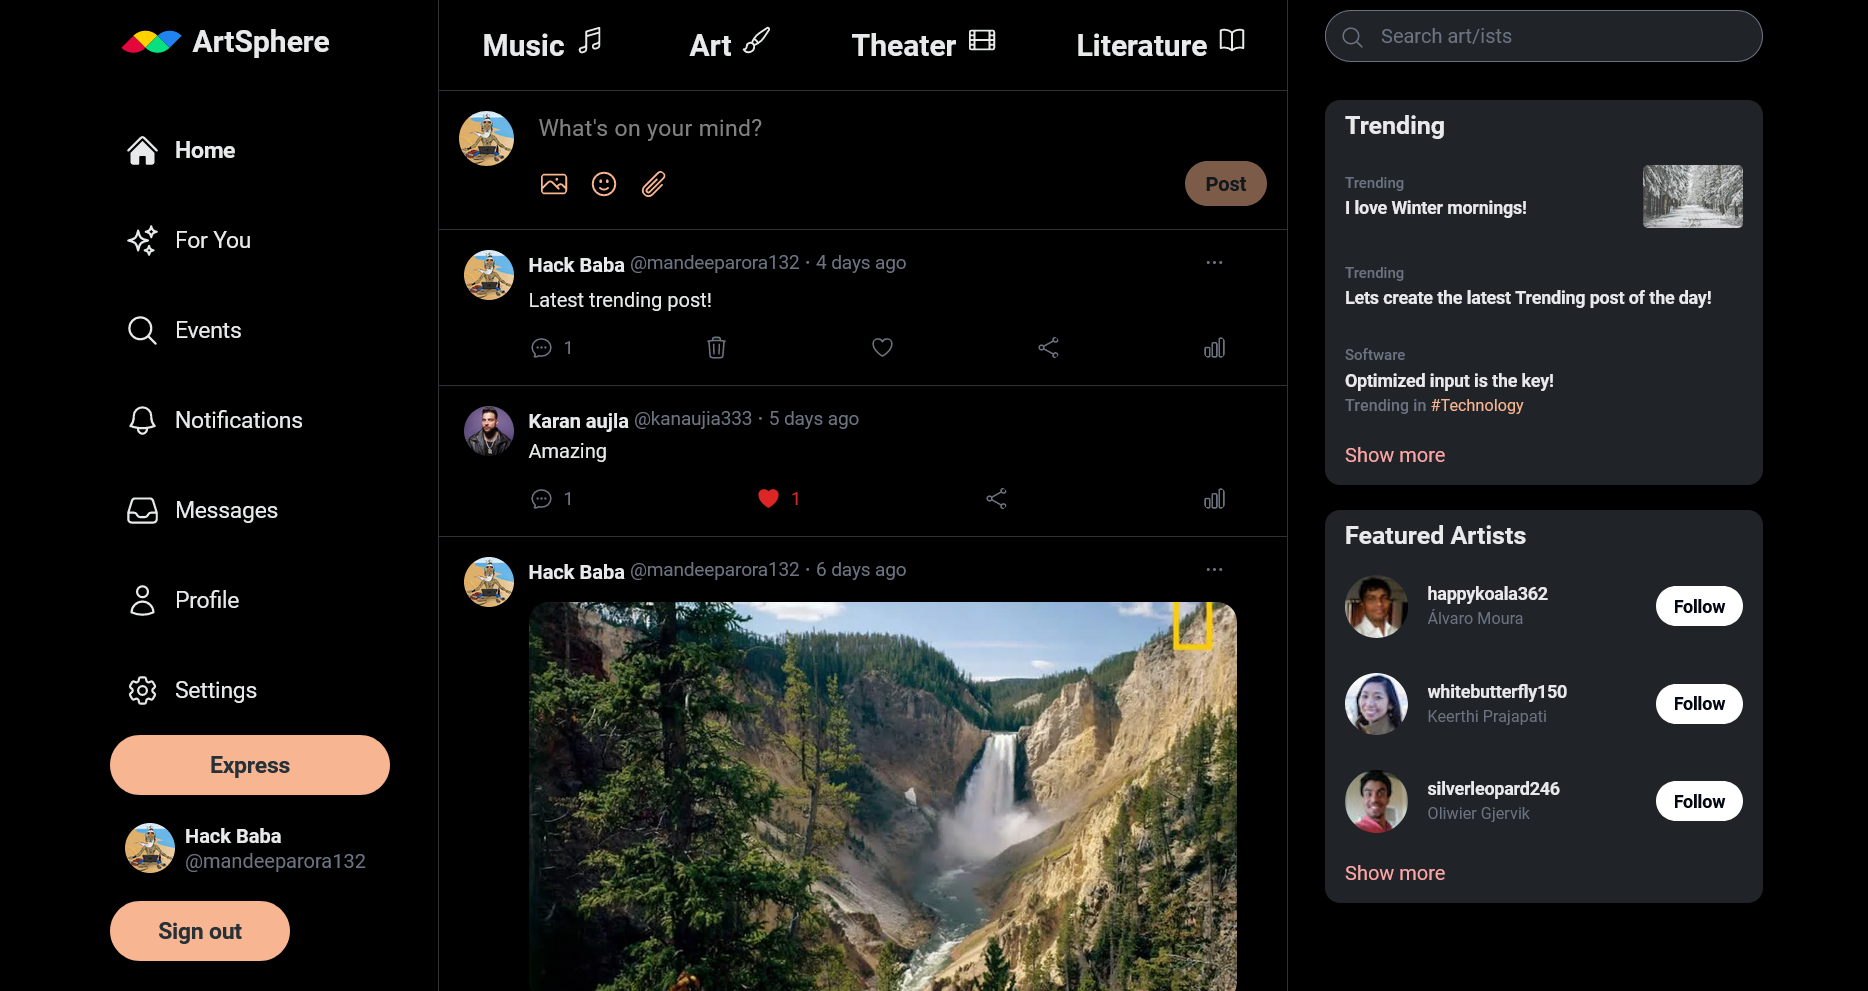 ArtSphere
Home
For You
Events
Notifications
Messages
Profile
Settings
Express
Hack Baba
@mandeeparora132
Sign out
Music
Art
Theater
Literature
What's on your mind?
Post
Hack Baba @mandeeparora132 · 4 days ago
Latest trending post!
1
Karan aujla @kanaujia333 · 5 days ago
Amazing
1
1
Hack Baba @mandeeparora132 · 6 days ago
Search art/ists
Trending
Trending
I love Winter mornings!
Trending
Lets create the latest Trending post of the day!
Software
Optimized input is the key!
Trending in #Technology
Show more
Featured Artists
happykoala362
Álvaro Moura
Follow
whitebutterfly150
Keerthi Prajapati
Follow
silverleopard246
Oliwier Gjervik
Follow
Show more